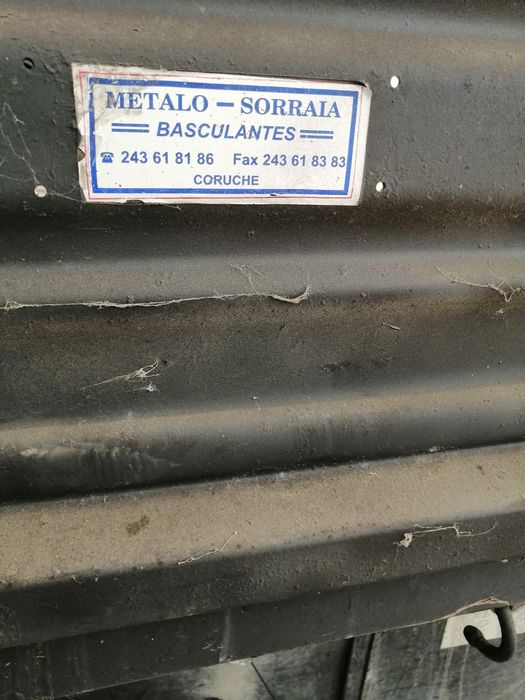 METALO - SORRAIA
BASCULANTES
☎ 243 61 81 86 Fax 243 61 83 83
CORUCHE